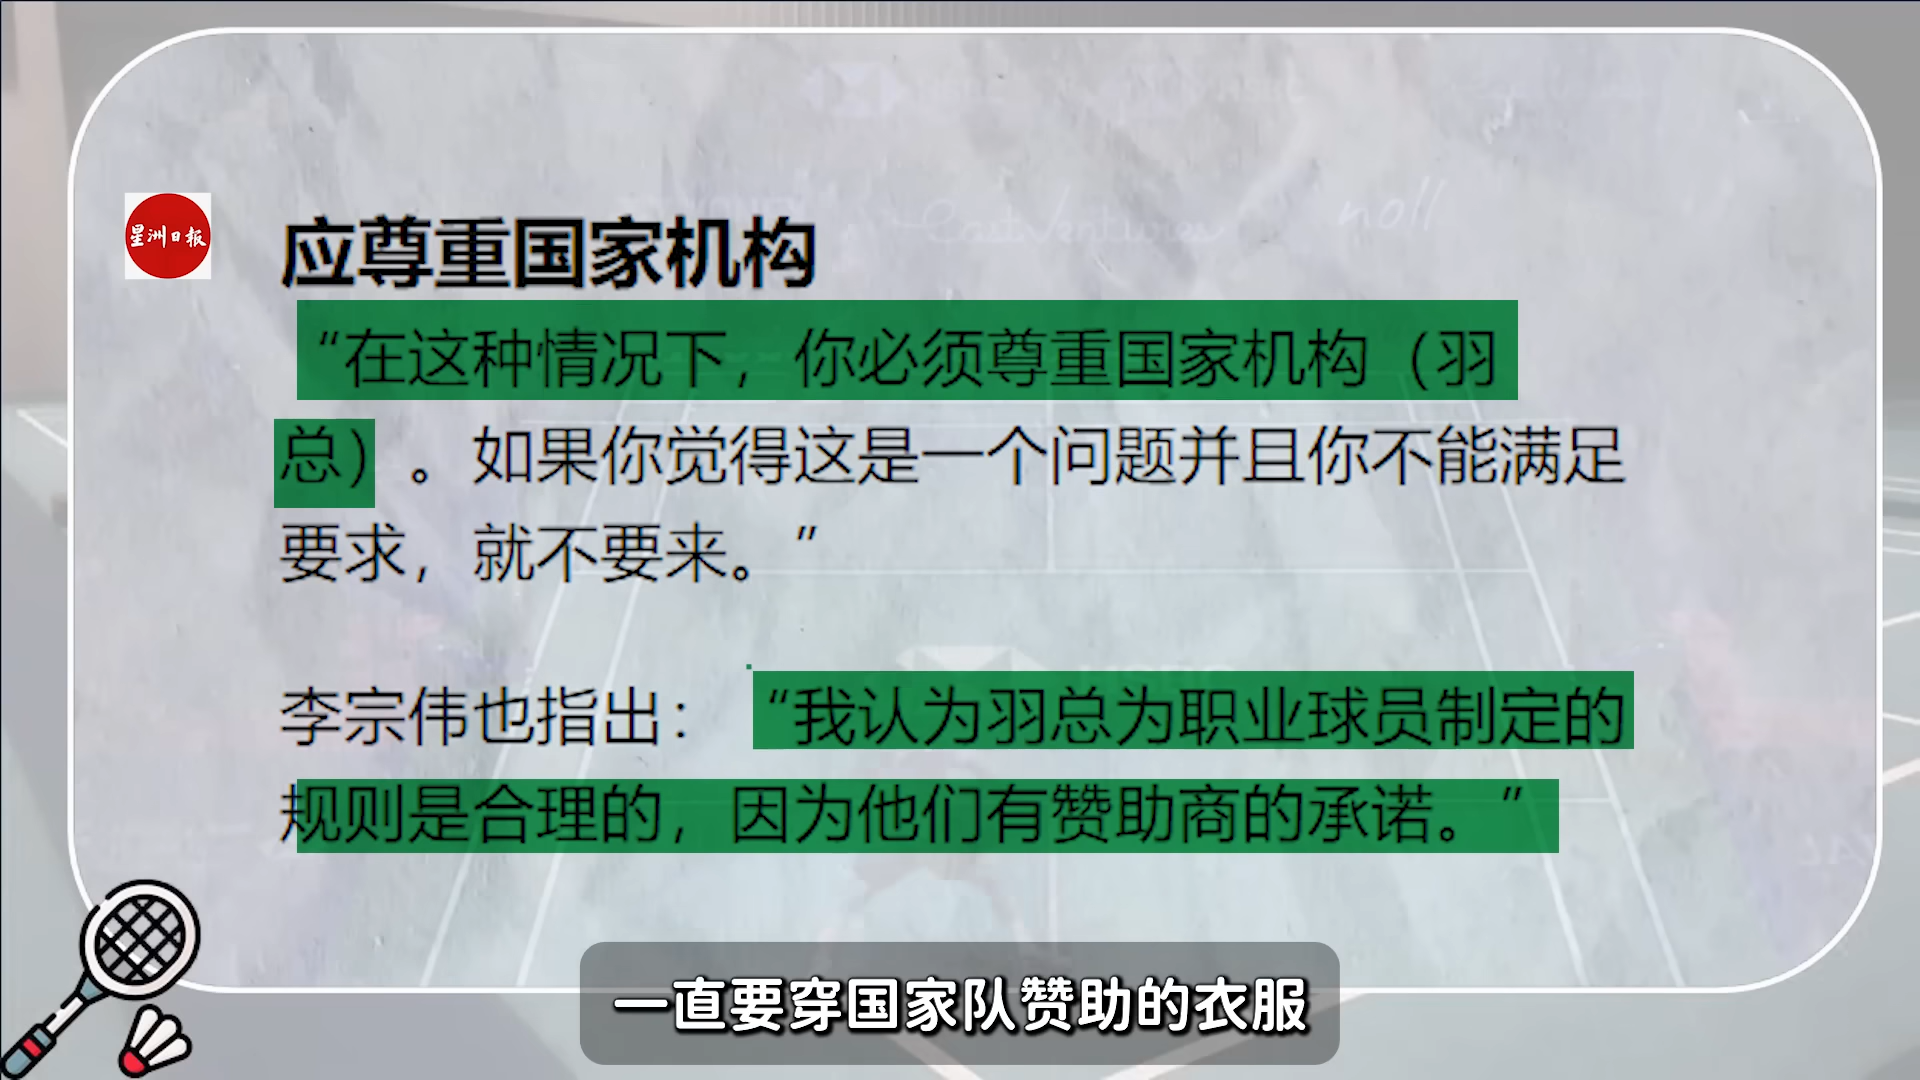 星洲日报
应尊重国家机构
“在这种情况下，你必须尊重国家机构（羽
总）。如果你觉得这是一个问题并且你不能满足
要求，就不要来。”
李宗伟也指出：“我认为羽总为职业球员制定的
规则是合理的，因为他们有赞助商的承诺。”
一直要穿国家队赞助的衣服